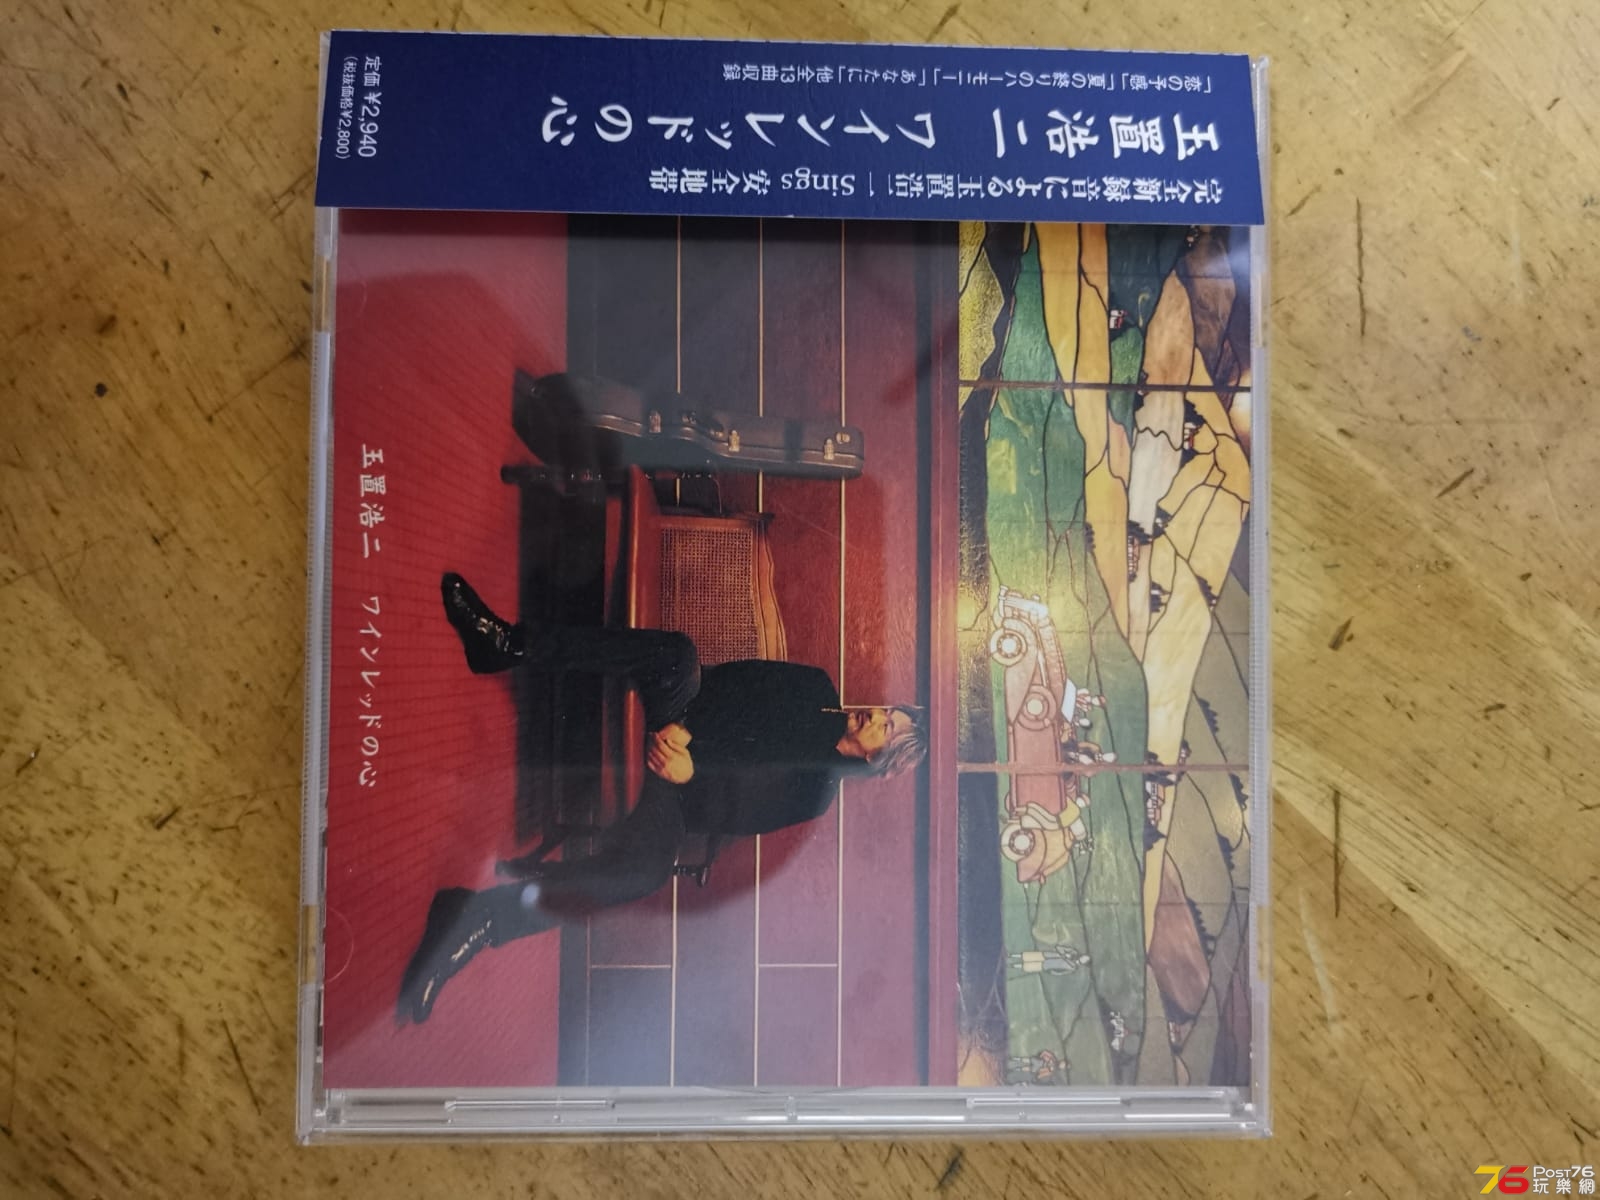 「恋の予感」「夏の終りのハーモニー」「あなたに」他全13曲収録
玉置浩二 ワインレッドの心
完全新録音による玉置浩二 Sings 安全地帯
定価 ¥2,940
(税抜価格¥2,800)
玉置浩二 ワインレッドの心
76 POST76
玩樂網